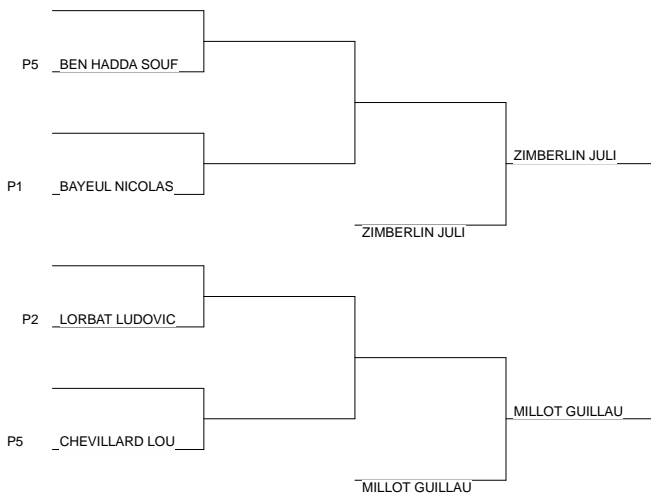 P5 BEN HADDA SOUF
ZIMBERLIN JULI
P1 BAYEUL NICOLAS
ZIMBERLIN JULI
P2 LORBAT LUDOVIC
MILLOT GUILLAU
P5 CHEVILLARD LOU
MILLOT GUILLAU